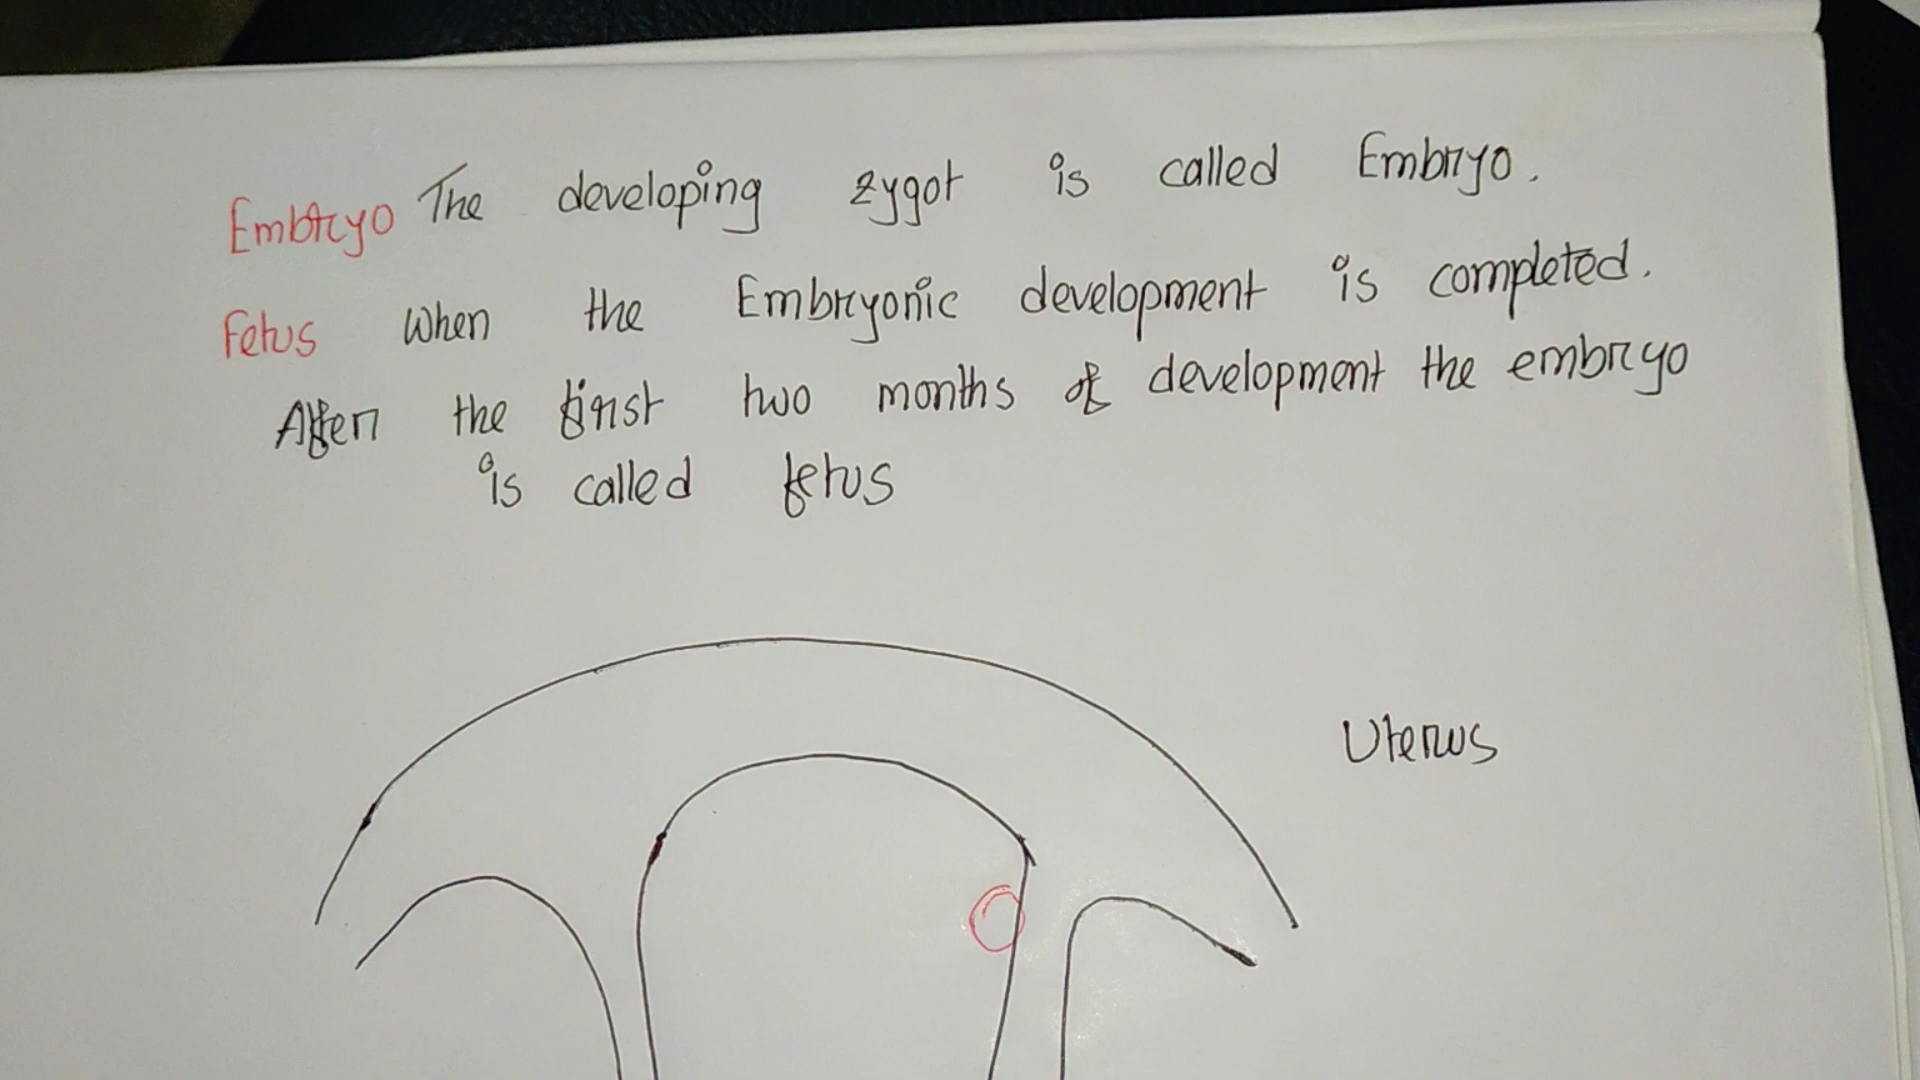 Embryo The developing zygot is called Embryo.
Fetus When the Embryonic development is completed.
After the first two months of development the embryo
is called fetus
Uterus